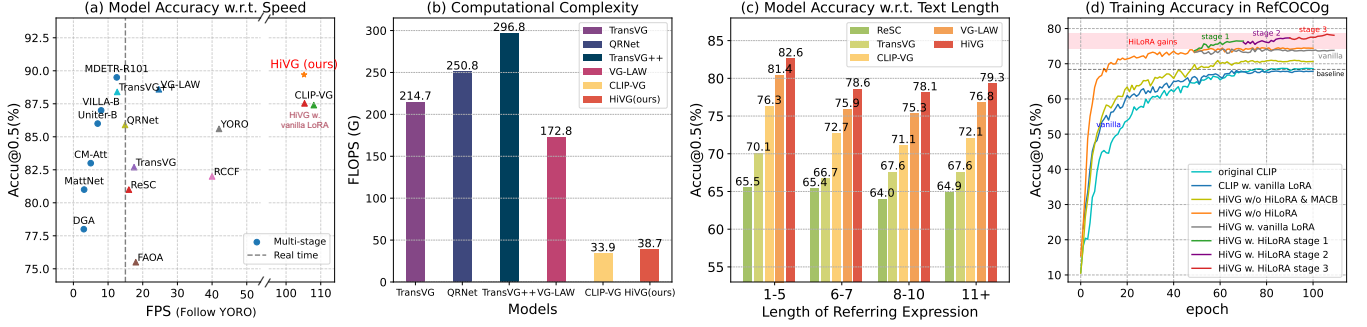 (a) Model Accuracy w.r.t. Speed
Accu@0.5(%)
92.5
90.0
87.5
85.0
82.5
80.0
77.5
75.0
MDETR-R101
TransVG++
VG-LAW
VILLA-B
Uniter-B
QRNet
YORO
CM-Att
TransVG
MattNet
ReSC
RCCF
DGA
FAOA
HiVG (ours)
CLIP-VG
HiVG w.
vanilla LoRA
Multi-stage
Real time
0 10 20 30 40 50 100 110
FPS (Follow YORO)
(b) Computational Complexity
FLOPS (G)
300
250
200
150
100
50
0
214.7
250.8
296.8
172.8
33.9
38.7
TransVG
QRNet
TransVG++
VG-LAW
CLIP-VG
HiVG(ours)
TransVG QRNet TransVG++ VG-LAW CLIP-VG HiVG(ours)
Models
(c) Model Accuracy w.r.t. Text Length
Accu@0.5(%)
85
80
75
70
65
60
55
ReSC
TransVG
CLIP-VG
VG-LAW
HiVG
65.5 70.1 76.3 81.4 82.6
65.4 66.7 72.7 75.9 78.6
64.0 67.6 71.1 75.3 78.1
64.9 67.6 72.1 76.8 79.3
1-5 6-7 8-10 11+
Length of Referring Expression
(d) Training Accuracy in RefCOCOg
Accu@0.5(%)
80
70
60
50
40
30
20
10
HiLoRA gains
stage 1
stage 2
stage 3
vanilla
baseline
vanilla
original CLIP
CLIP w. vanilla LoRA
HiVG w/o HiLoRA & MACB
HiVG w/o HiLoRA
HiVG w. vanilla LoRA
HiVG w. HiLoRA stage 1
HiVG w. HiLoRA stage 2
HiVG w. HiLoRA stage 3
0 20 40 60 80 100
epoch